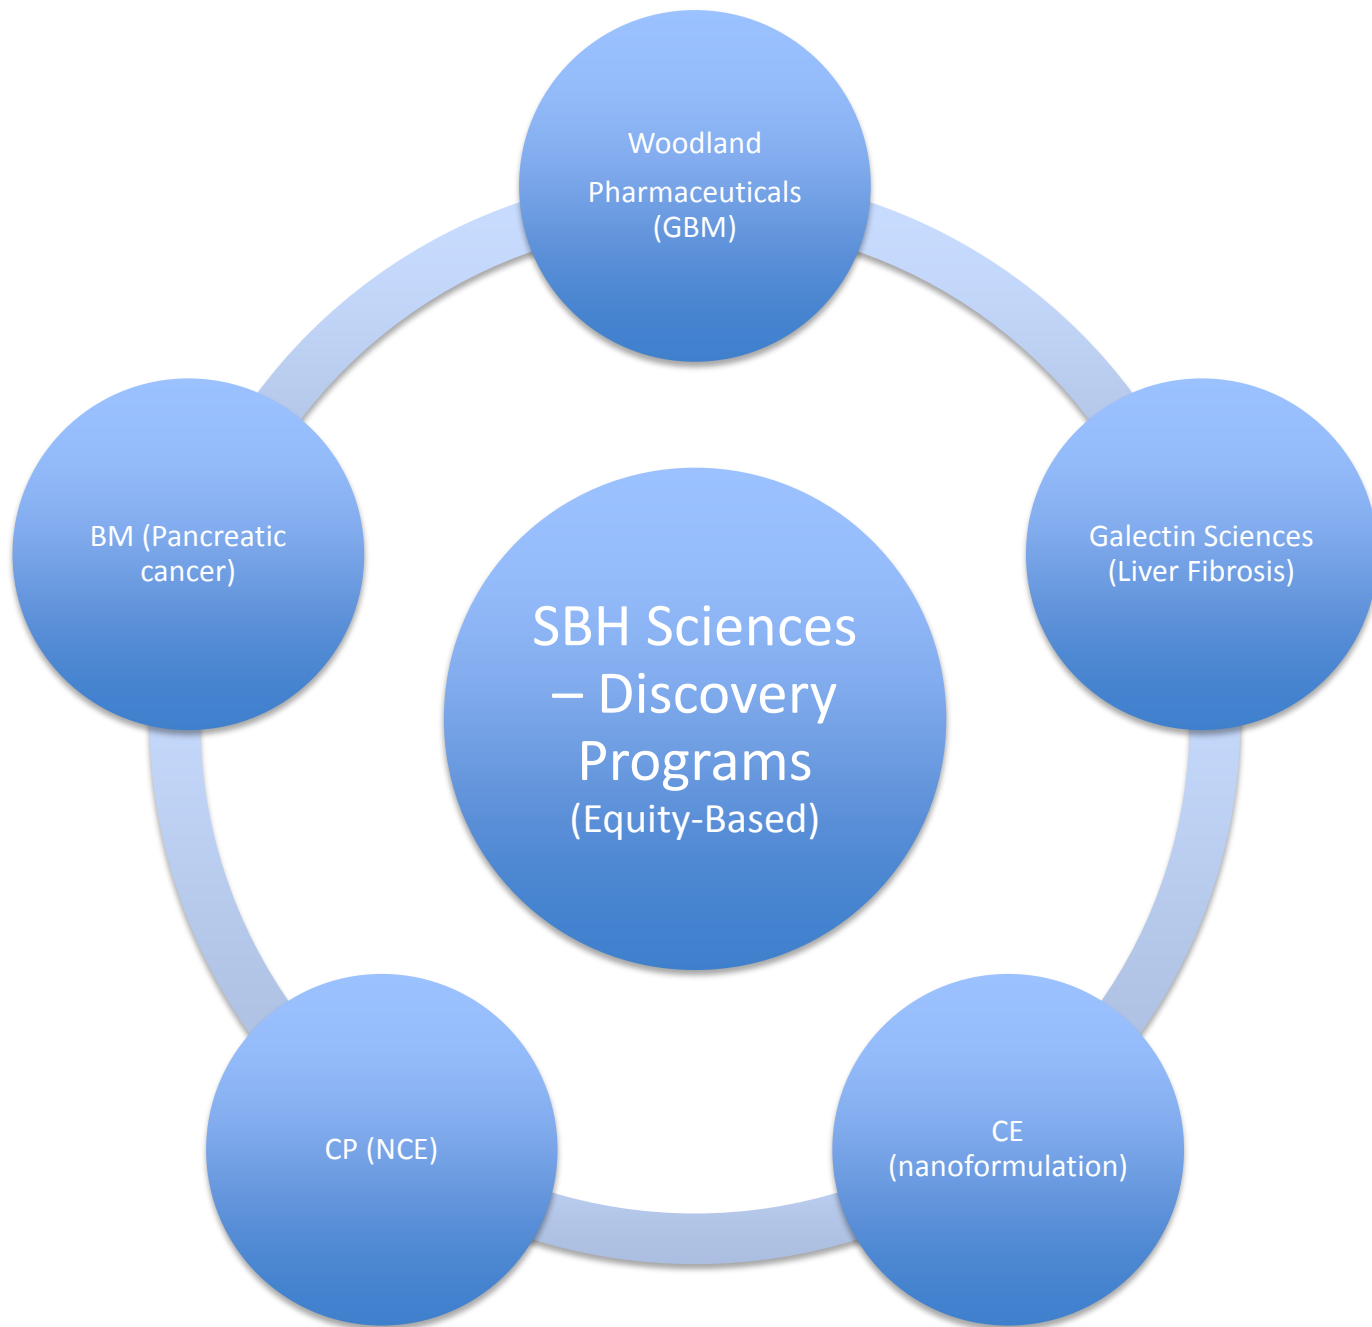 Woodland
Pharmaceuticals
(GBM)
BM (Pancreatic
cancer)
Galectin Sciences
(Liver Fibrosis)
SBH Sciences
– Discovery
Programs
(Equity-Based)
CP (NCE)
CE
(nanoformulation)